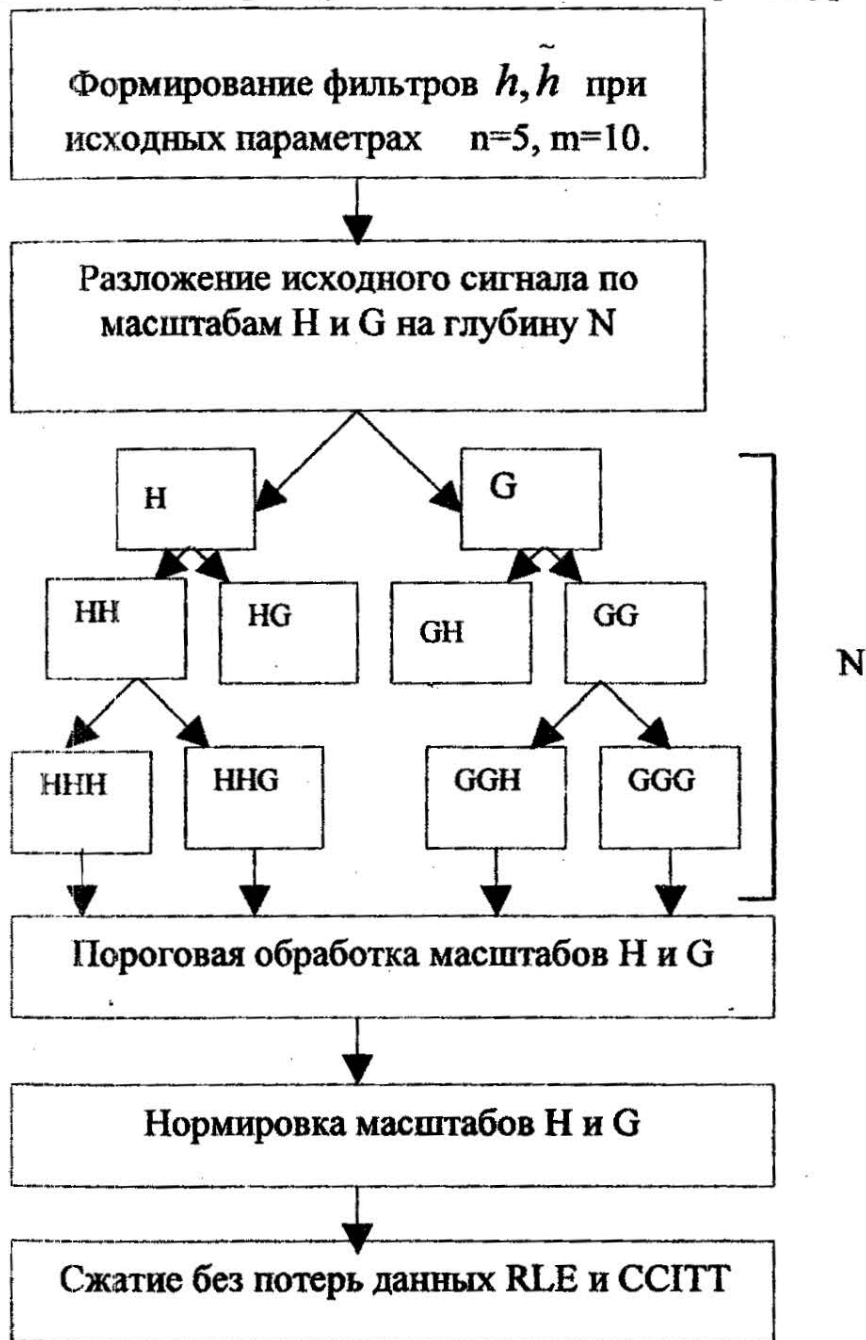 Формирование фильтров h, h̃ при
исходных параметрах n=5, m=10.
Разложение исходного сигнала по
масштабам H и G на глубину N
H
G
HH
HG
GH
GG
N
HHH
HHG
GGH
GGG
Пороговая обработка масштабов H и G
Нормировка масштабов H и G
Сжатие без потерь данных RLE и CCITT